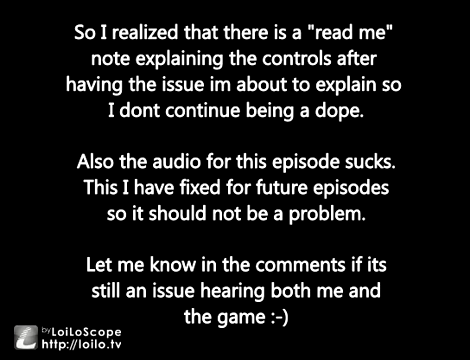 So I realized that there is a "read me"
note explaining the controls after
having the issue im about to explain so
I dont continue being a dope.
Also the audio for this episode sucks.
This I have fixed for future episodes
so it should not be a problem.
Let me know in the comments if its
still an issue hearing both me and
the game :-)
by LoiLoScope
http://loilo.tv